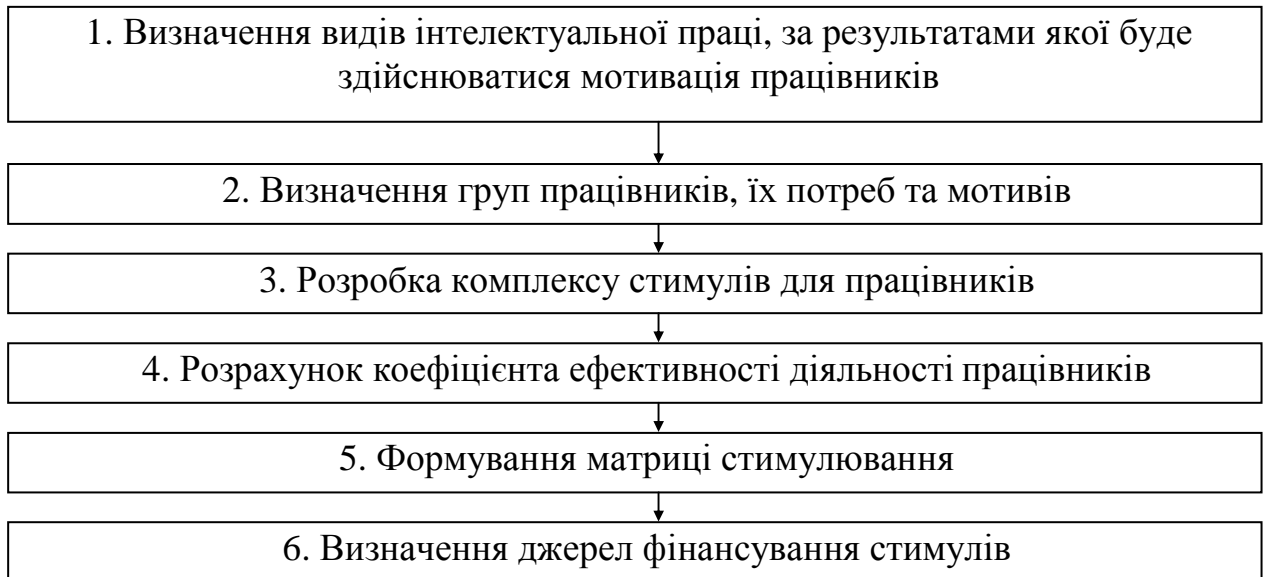 1. Визначення видів інтелектуальної праці, за результатами якої буде
здійснюватися мотивація працівників
2. Визначення груп працівників, їх потреб та мотивів
3. Розробка комплексу стимулів для працівників
4. Розрахунок коефіцієнта ефективності діяльності працівників
5. Формування матриці стимулювання
6. Визначення джерел фінансування стимулів